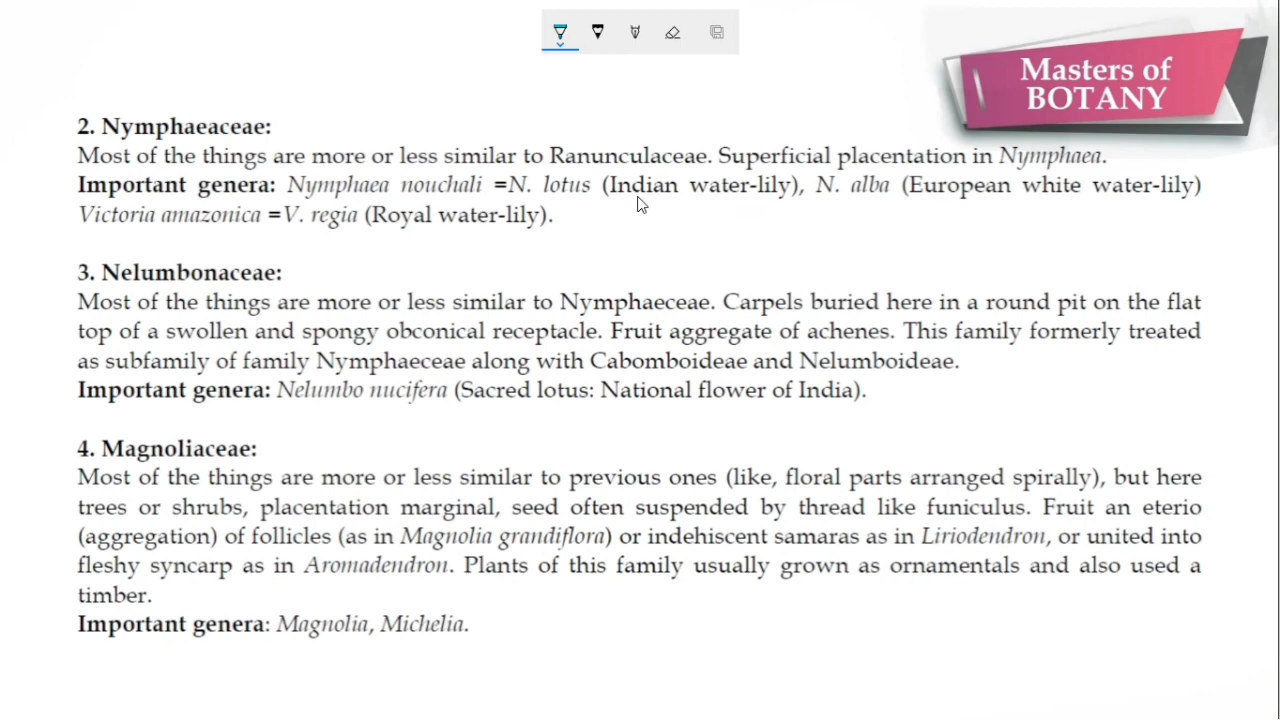 Masters of
BOTANY
2. Nymphaeaceae:
Most of the things are more or less similar to Ranunculaceae. Superficial placentation in Nymphaea.
Important genera: Nymphaea nouchali =N. lotus (Indian water-lily), N. alba (European white water-lily)
Victoria amazonica =V. regia (Royal water-lily).
3. Nelumbonaceae:
Most of the things are more or less similar to Nymphaeceae. Carpels buried here in a round pit on the flat
top of a swollen and spongy obconical receptacle. Fruit aggregate of achenes. This family formerly treated
as subfamily of family Nymphaeceae along with Cabomboideae and Nelumboideae.
Important genera: Nelumbo nucifera (Sacred lotus: National flower of India).
4. Magnoliaceae:
Most of the things are more or less similar to previous ones (like, floral parts arranged spirally), but here
trees or shrubs, placentation marginal, seed often suspended by thread like funiculus. Fruit an eterio
(aggregation) of follicles (as in Magnolia grandiflora) or indehiscent samaras as in Liriodendron, or united into
fleshy syncarp as in Aromadendron. Plants of this family usually grown as ornamentals and also used a
timber.
Important genera: Magnolia, Michelia.